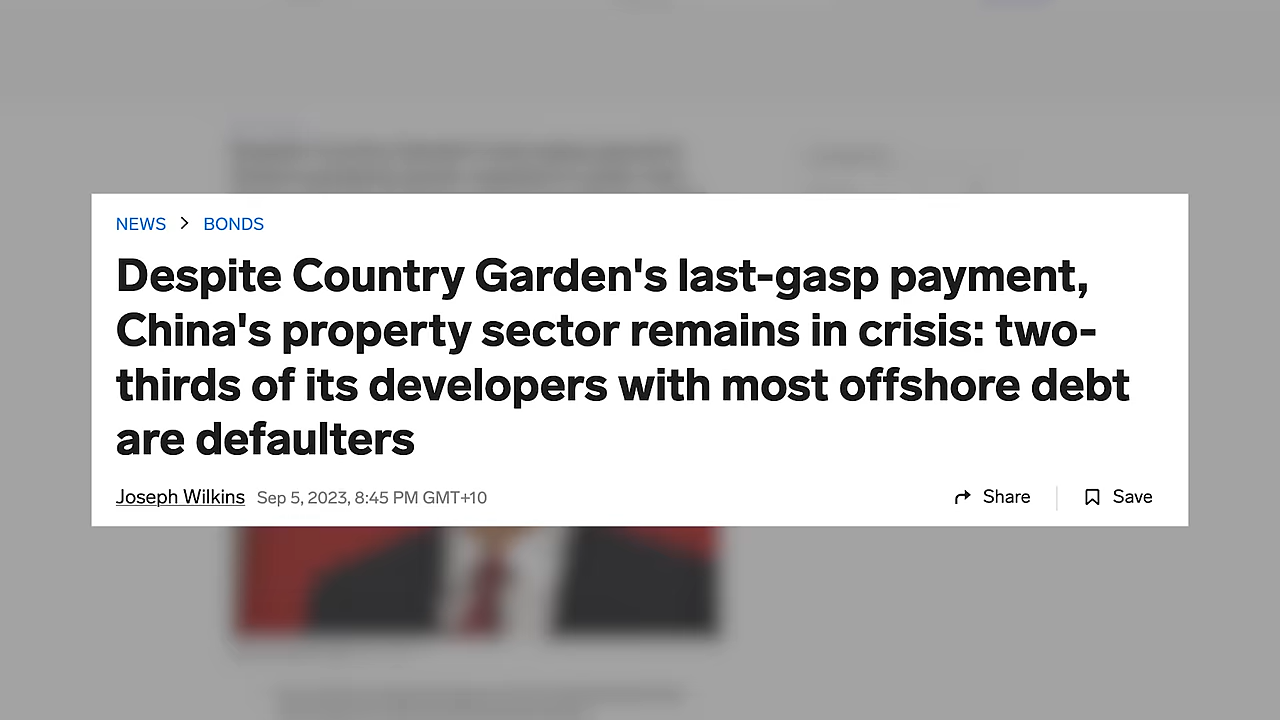 NEWS > BONDS
Despite Country Garden's last-gasp payment,
China's property sector remains in crisis: two-
thirds of its developers with most offshore debt
are defaulters
Joseph Wilkins Sep 5, 2023, 8:45 PM GMT+10 Share Save